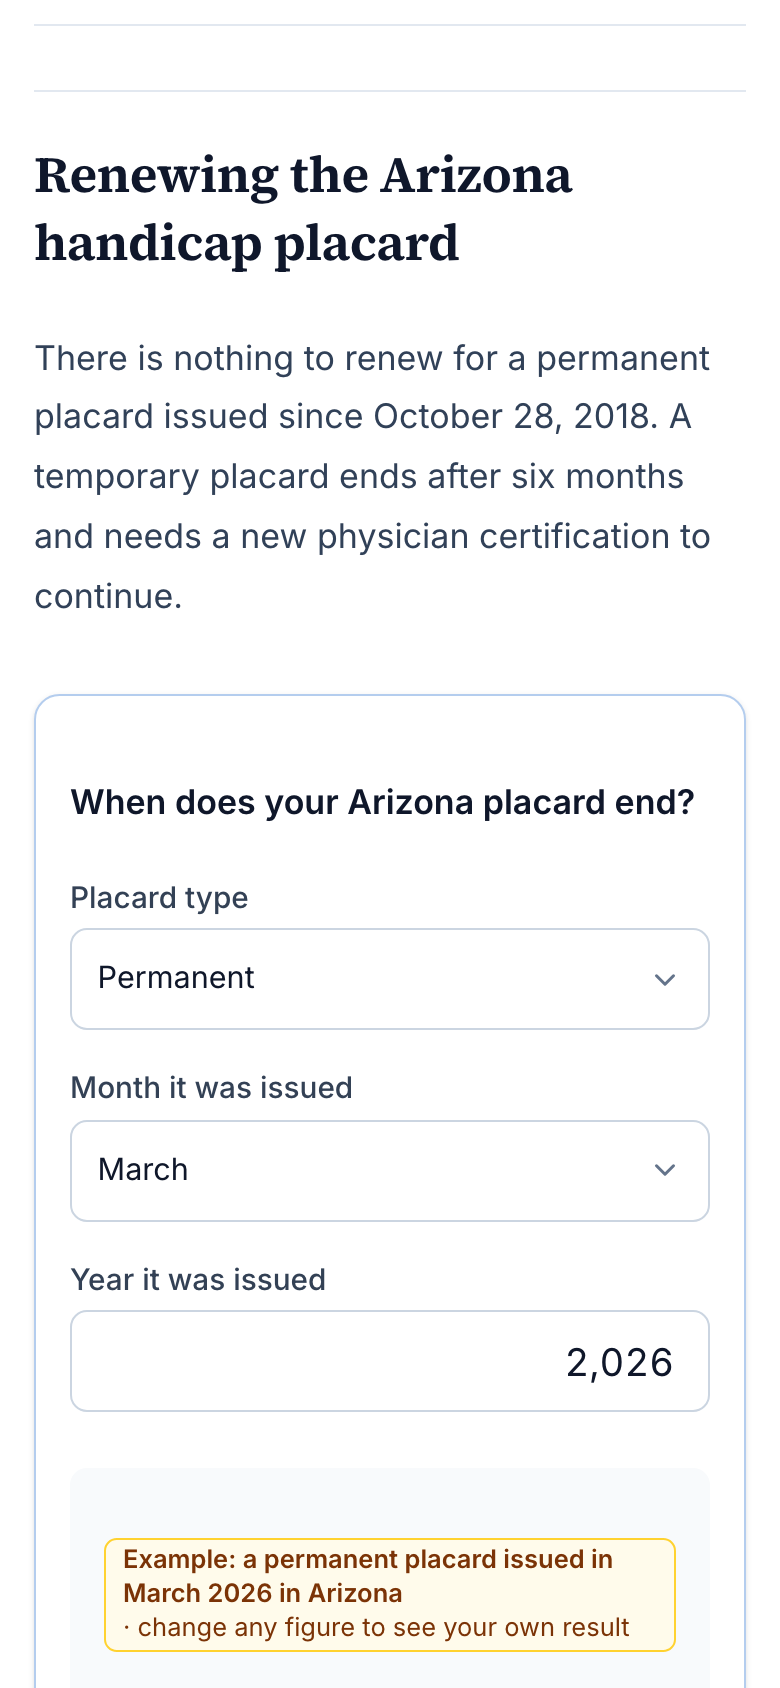 Renewing the Arizona
handicap placard
There is nothing to renew for a permanent
placard issued since October 28, 2018. A
temporary placard ends after six months
and needs a new physician certification to
continue.
When does your Arizona placard end?
Placard type
Permanent
Month it was issued
March
Year it was issued
2,026
Example: a permanent placard issued in
March 2026 in Arizona
· change any figure to see your own result